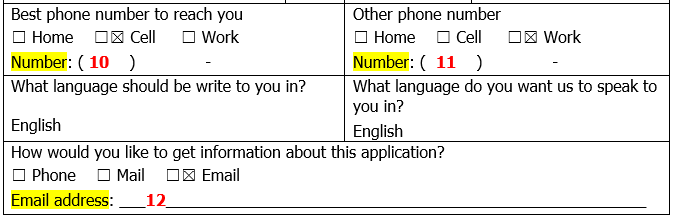 Best phone number to reach you
☐ Home ☐☒ Cell ☐ Work
Number: ( 10 ) -
Other phone number
☐ Home ☐ Cell ☐☒ Work
Number: ( 11 ) -
What language should be write to you in?
English
What language do you want us to speak to
you in?
English
How would you like to get information about this application?
☐ Phone ☐ Mail ☐☒ Email
Email address: ___12___